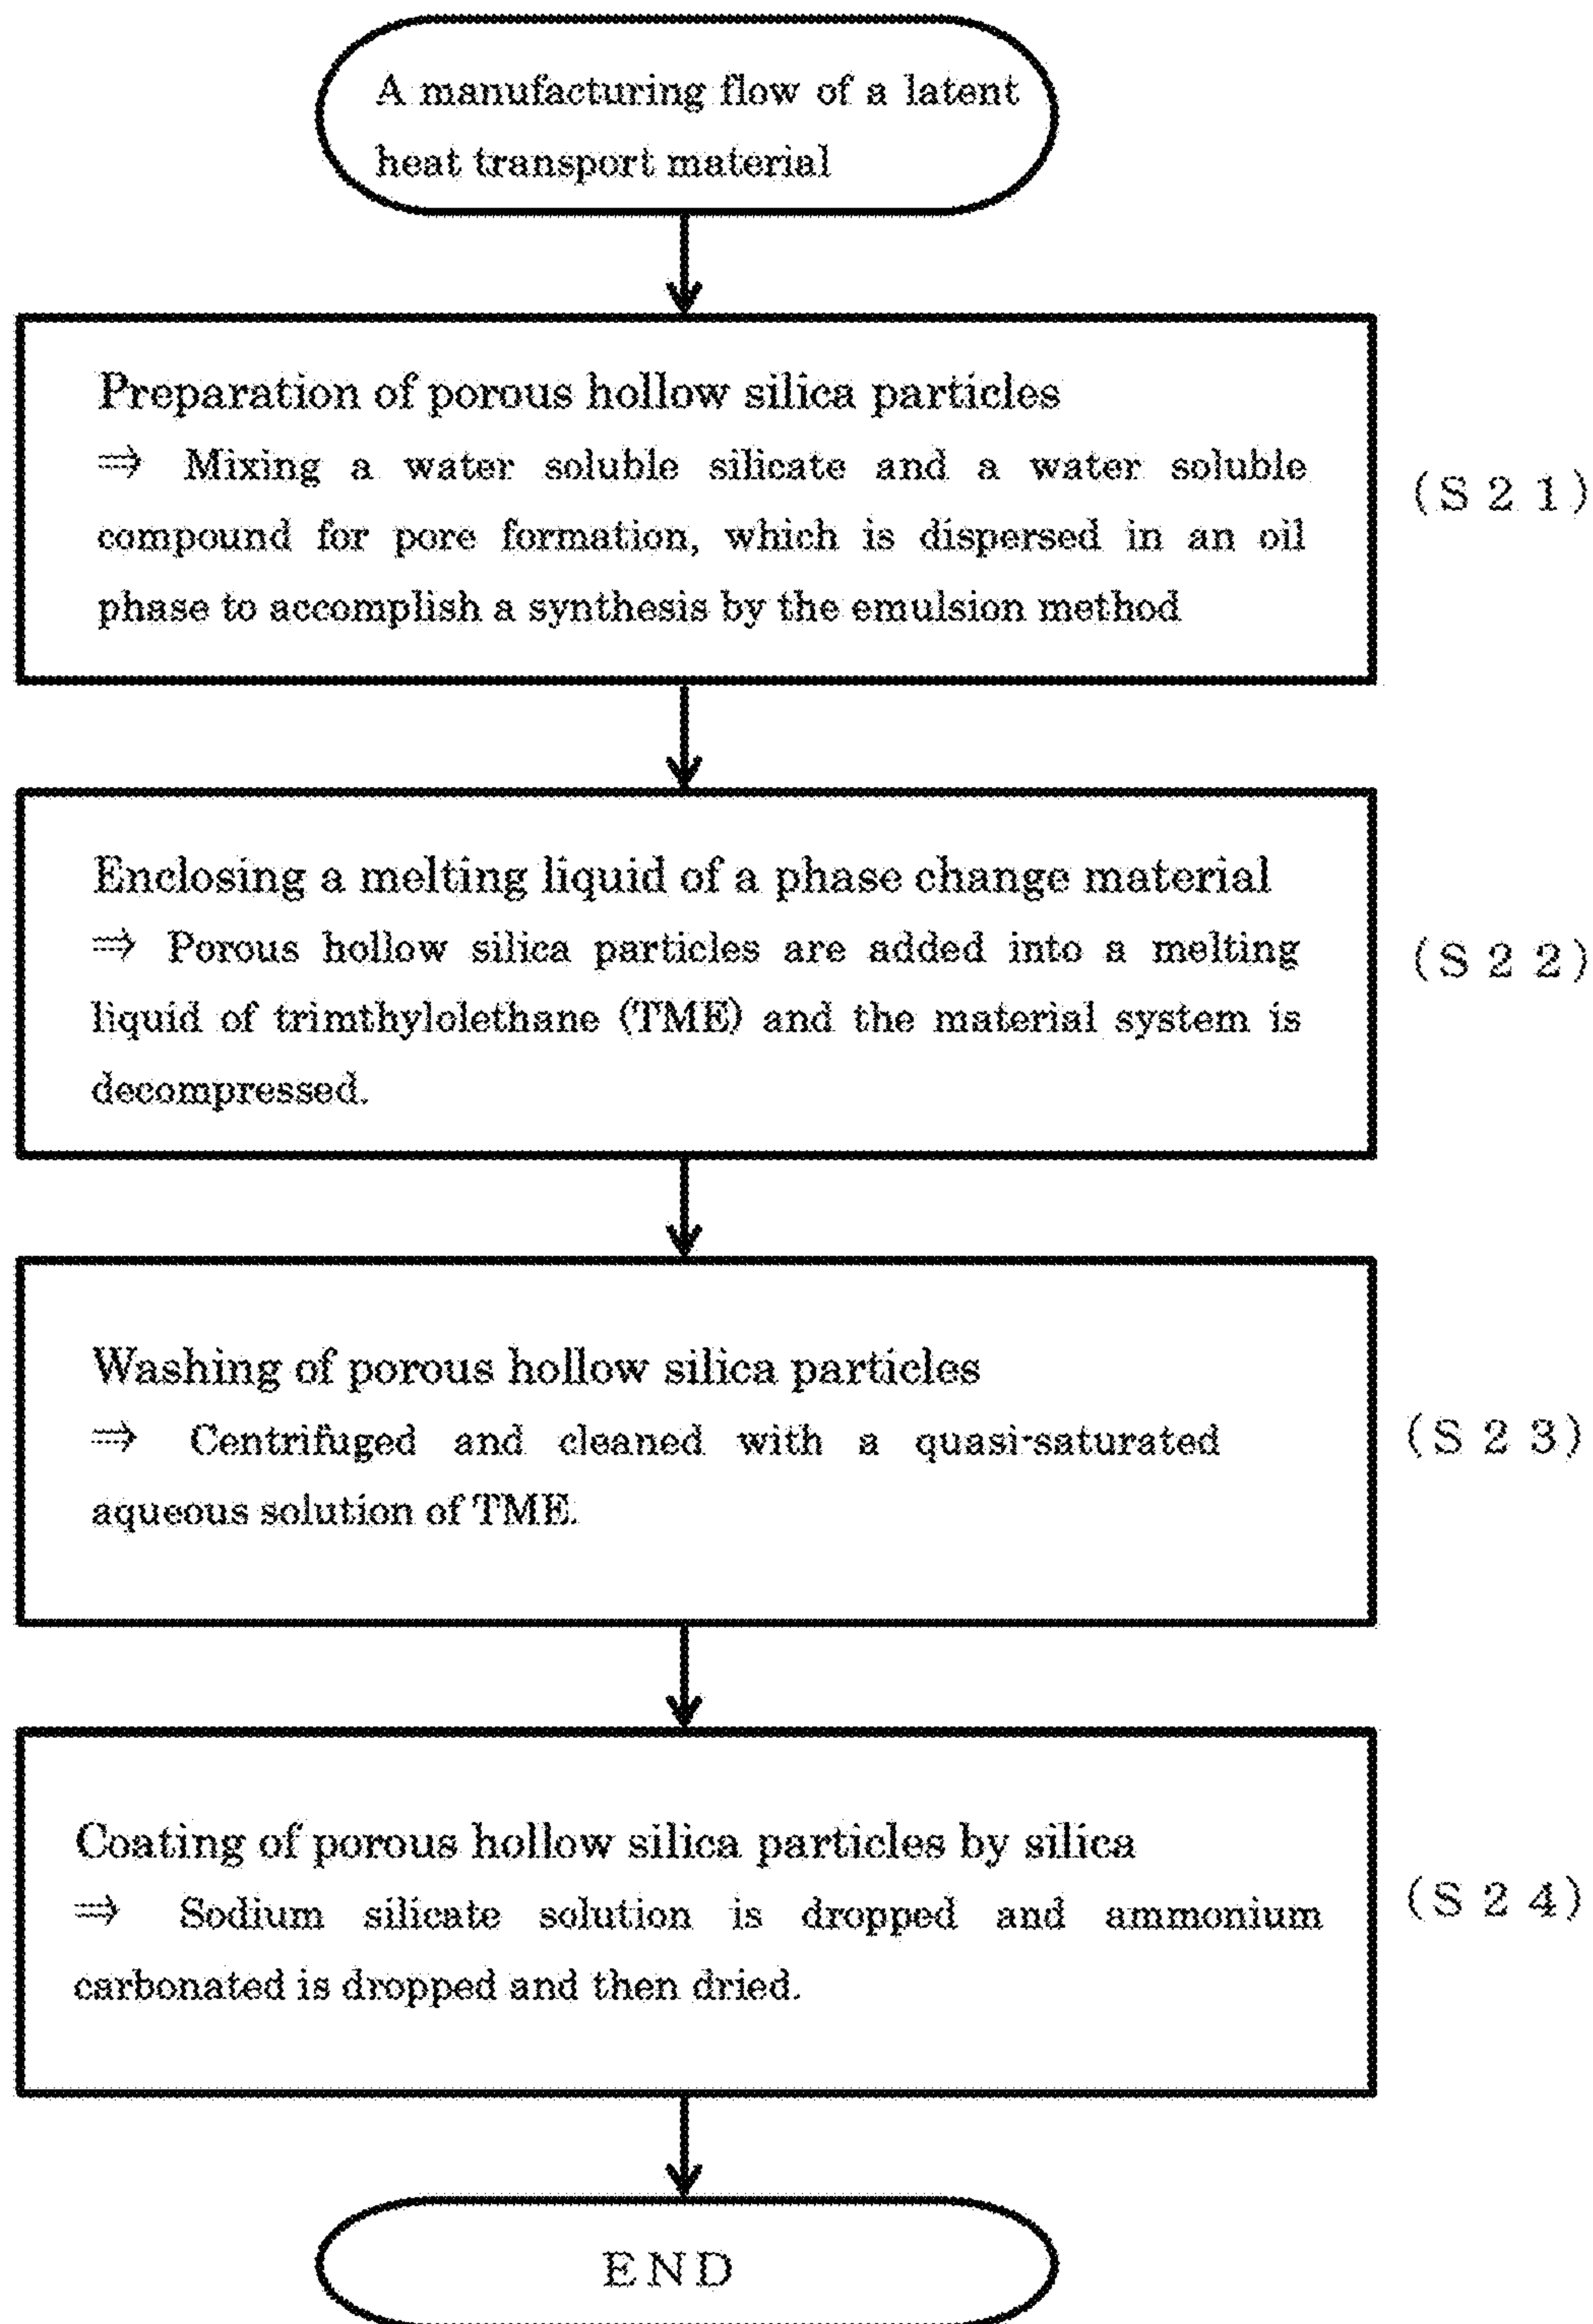 A manufacturing flow of a latent
heat transport material
Preparation of porous hollow silica particles
⇒ Mixing a water soluble silicate and a water soluble
compound for pore formation, which is dispersed in an oil
phase to accomplish a synthesis by the emulsion method
(S21)
Enclosing a melting liquid of a phase change material
⇒ Porous hollow silica particles are added into a melting
liquid of trimthylolethane (TME) and the material system is
decompressed.
(S22)
Washing of porous hollow silica particles
⇒ Centrifuged and cleaned with a quasi-saturated
aqueous solution of TME.
(S23)
Coating of porous hollow silica particles by silica
⇒ Sodium silicate solution is dropped and ammonium
carbonated is dropped and then dried.
(S24)
END